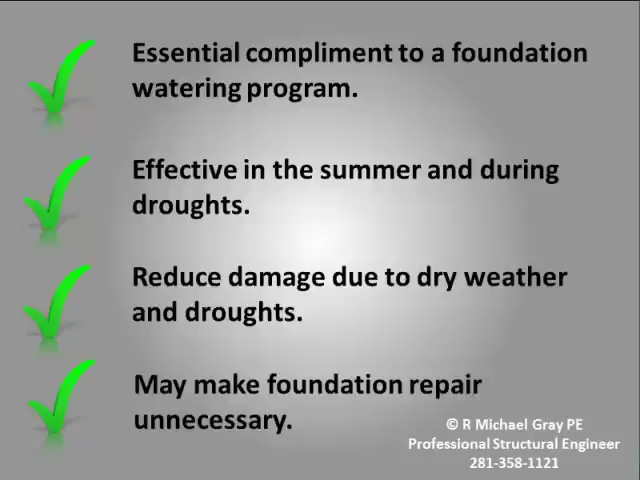 Essential compliment to a foundation
watering program.
Effective in the summer and during
droughts.
Reduce damage due to dry weather
and droughts.
May make foundation repair
unnecessary.
© R Michael Gray PE
Professional Structural Engineer
281-358-1121